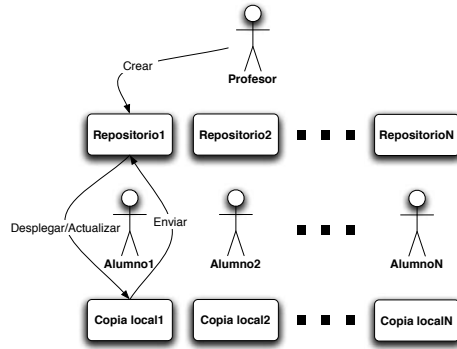 Crear
Profesor
Repositorio1
Repositorio2
RepositorioN
Desplegar/Actualizar
Enviar
Alumno1
Alumno2
AlumnoN
Copia local1
Copia local2
Copia localN